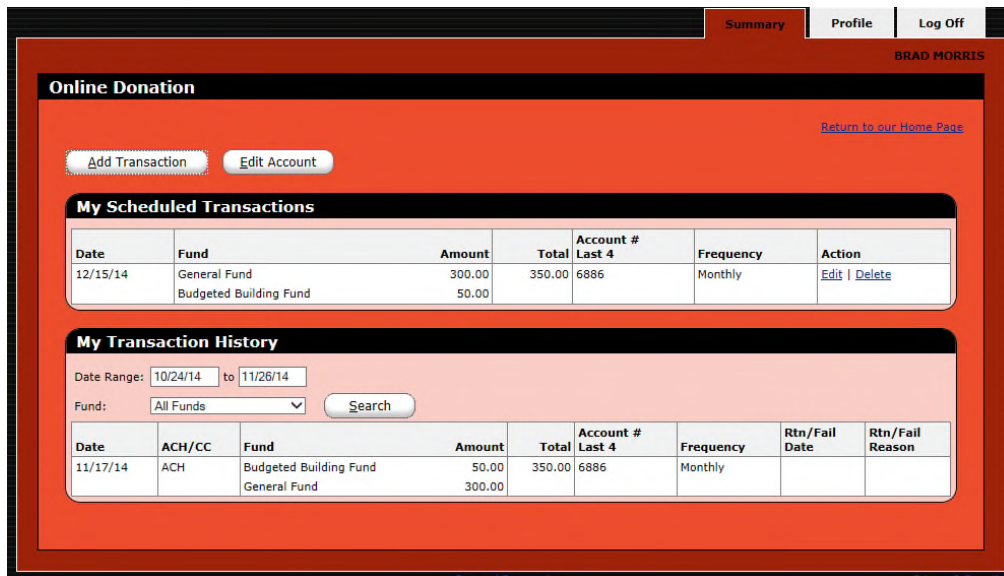 Summary Profile Log Off
BRAD MORRIS
Online Donation
Return to our Home Page
Add Transaction Edit Account
My Scheduled Transactions
Date Fund Amount Total Account # Last 4 Frequency Action
12/15/14 General Fund 300.00 350.00 6886 Monthly Edit | Delete
Budgeted Building Fund 50.00
My Transaction History
Date Range: 10/24/14 to 11/26/14
Fund: All Funds Search
Date ACH/CC Fund Amount Total Account # Last 4 Frequency Rtn/Fail Date Rtn/Fail Reason
11/17/14 ACH Budgeted Building Fund 50.00 350.00 6886 Monthly
General Fund 300.00